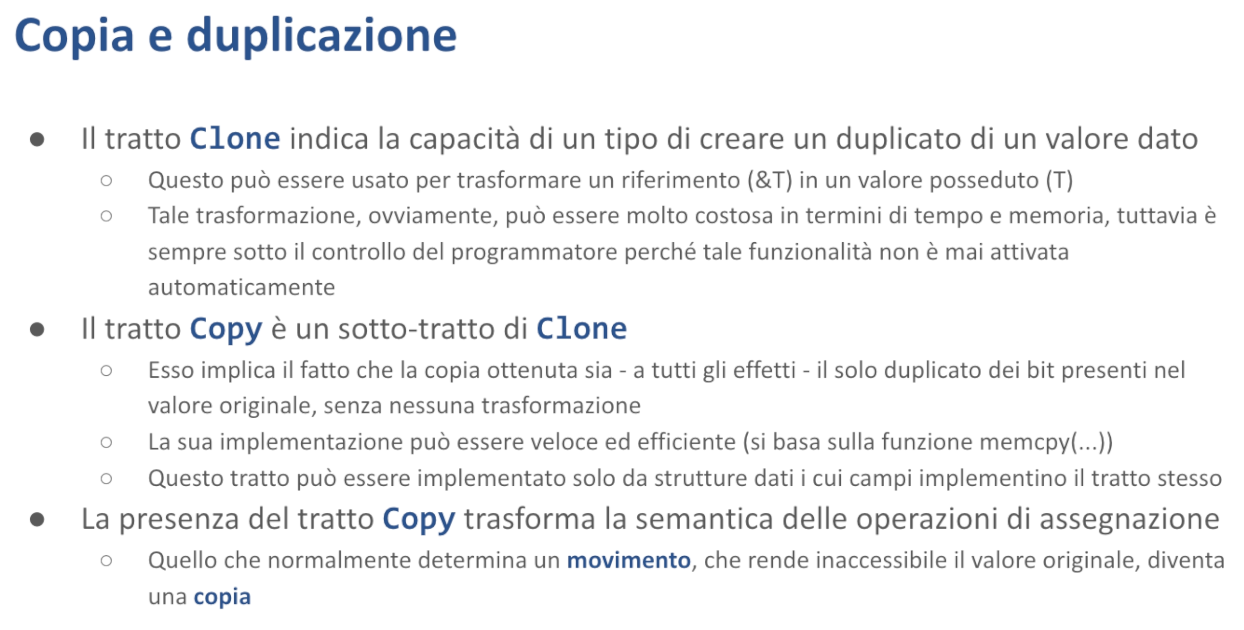 Copia e duplicazione
● Il tratto Clone indica la capacità di un tipo di creare un duplicato di un valore dato
○ Questo può essere usato per trasformare un riferimento (&T) in un valore posseduto (T)
○ Tale trasformazione, ovviamente, può essere molto costosa in termini di tempo e memoria, tuttavia è
sempre sotto il controllo del programmatore perché tale funzionalità non è mai attivata
automaticamente
● Il tratto Copy è un sotto-tratto di Clone
○ Esso implica il fatto che la copia ottenuta sia - a tutti gli effetti - il solo duplicato dei bit presenti nel
valore originale, senza nessuna trasformazione
○ La sua implementazione può essere veloce ed efficiente (si basa sulla funzione memcpy(...))
○ Questo tratto può essere implementato solo da strutture dati i cui campi implementino il tratto stesso
● La presenza del tratto Copy trasforma la semantica delle operazioni di assegnazione
○ Quello che normalmente determina un movimento, che rende inaccessibile il valore originale, diventa
una copia